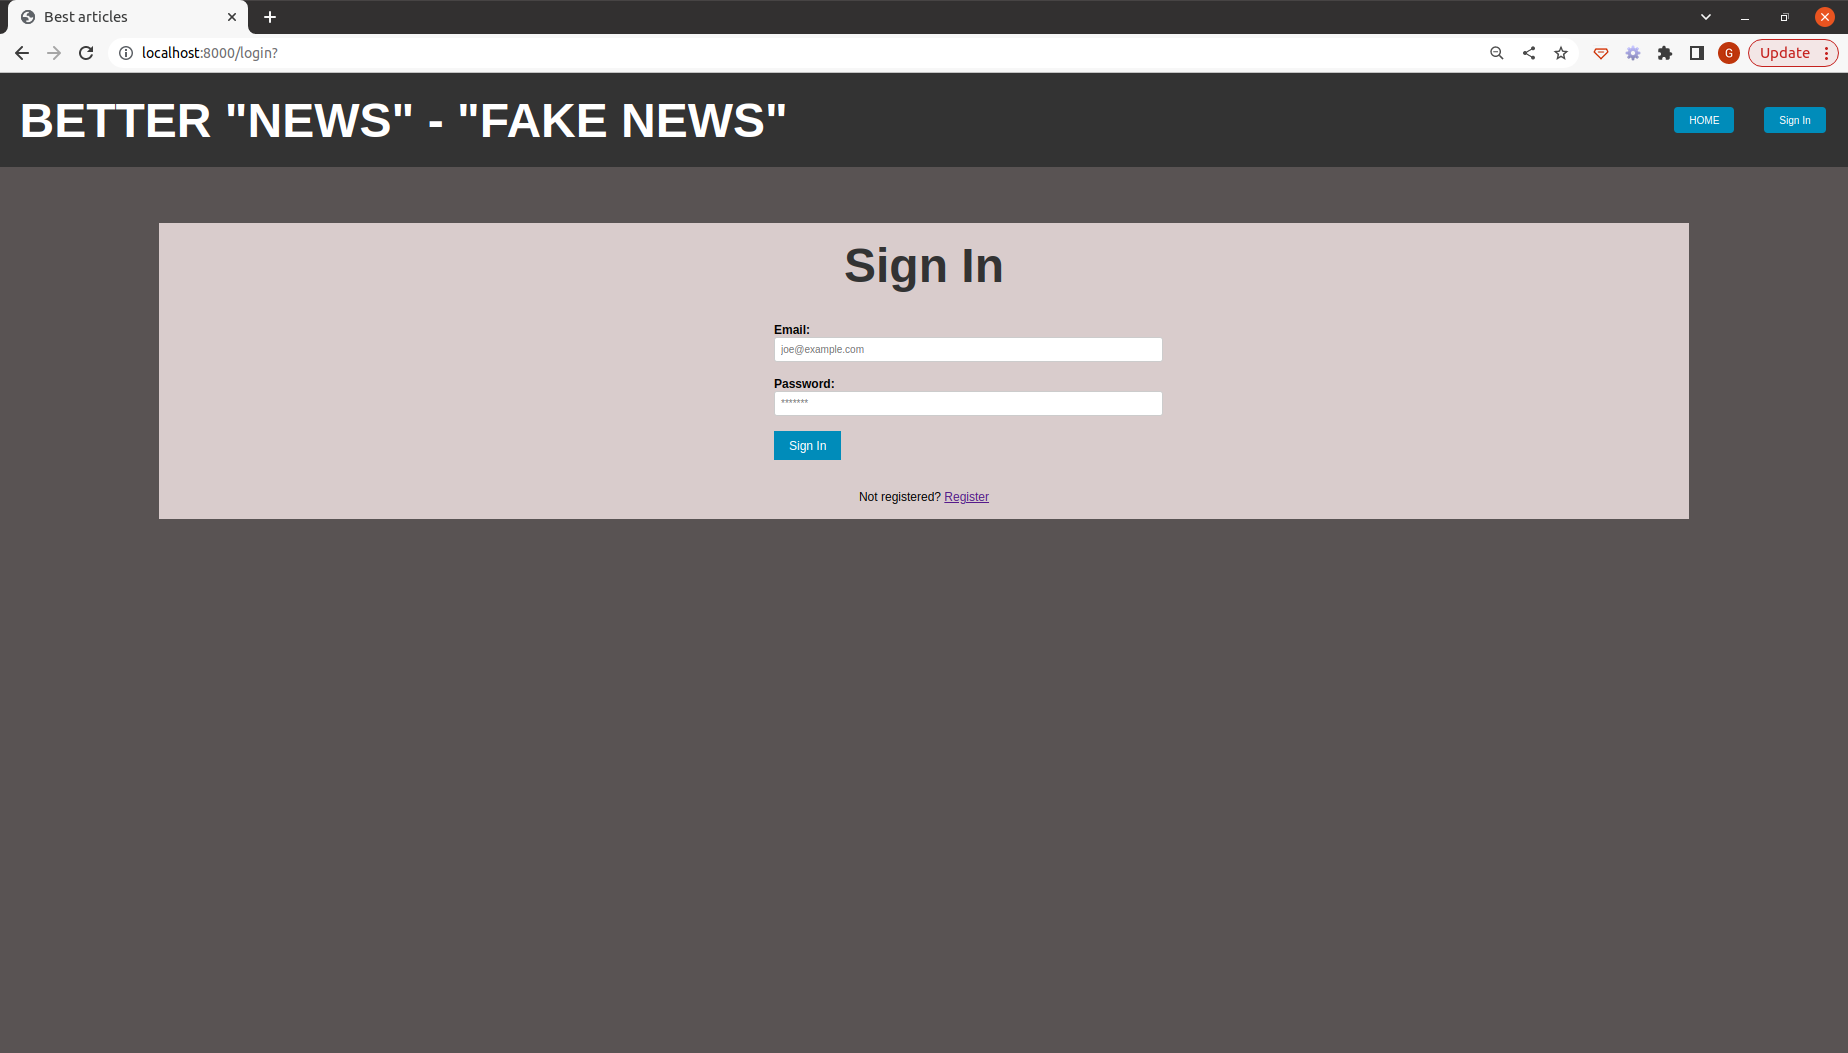 Best articles
localhost:8000/login?
G
Update
BETTER "NEWS" - "FAKE NEWS"
HOME
Sign In
Sign In
Email:
joe@example.com
Password:
*******
Sign In
Not registered? Register